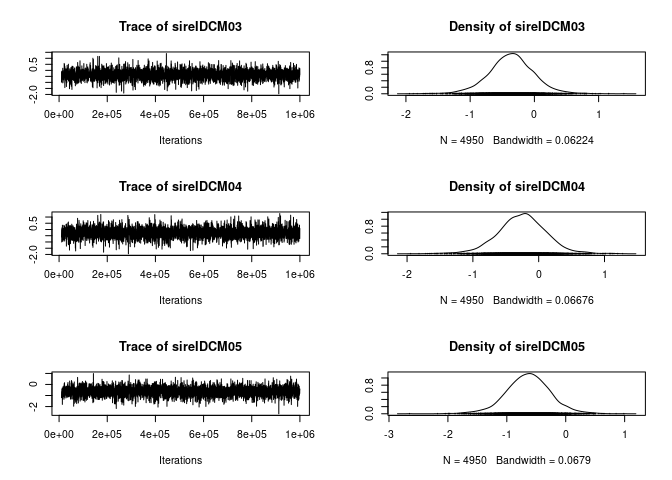 Trace of sireIDCM03
0.5
-2.0
0e+00 2e+05 4e+05 6e+05 8e+05 1e+06
Iterations
Density of sireIDCM03
0.8
0.0
-2 -1 0 1
N = 4950 Bandwidth = 0.06224
Trace of sireIDCM04
0.5
-2.0
0e+00 2e+05 4e+05 6e+05 8e+05 1e+06
Iterations
Density of sireIDCM04
0.8
0.0
-2 -1 0 1
N = 4950 Bandwidth = 0.06676
Trace of sireIDCM05
0
-2
0e+00 2e+05 4e+05 6e+05 8e+05 1e+06
Iterations
Density of sireIDCM05
0.8
0.0
-3 -2 -1 0 1
N = 4950 Bandwidth = 0.0679